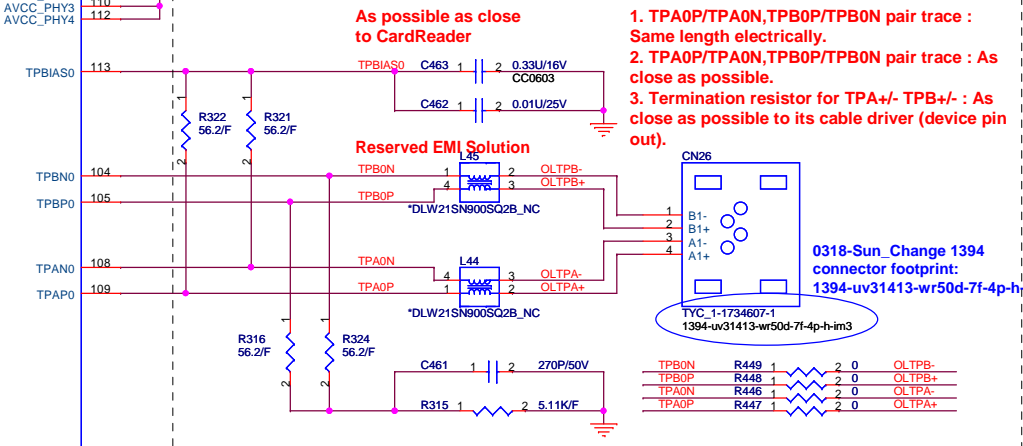 AVCC_PHY3 110
AVCC_PHY4 112
As possible as close
to CardReader
1. TPA0P/TPA0N,TPB0P/TPB0N pair trace :
Same length electrically.
2. TPA0P/TPA0N,TPB0P/TPB0N pair trace : As
close as possible.
3. Termination resistor for TPA+/- TPB+/- : As
close as possible to its cable driver (device pin
out).
TPBIAS0 113
TPBIAS0 C463 1 2 0.33U/16V
CC0603
C462 1 2 0.01U/25V
1 1
R322 R321
56.2/F 56.2/F
2 2
Reserved EMI Solution
L45
TPBN0 104 TPB0N 1 2 OLTPB-
4 3 OLTPB+
TPBP0 105 TPB0P
*DLW21SN900SQ2B_NC
CN26
1 B1-
2 B1+
3 A1-
4 A1+
TPAN0 108 TPA0N L44
4 3 OLTPA-
TPAP0 109 TPA0P 1 2 OLTPA+
*DLW21SN900SQ2B_NC
0318-Sun_Change 1394
connector footprint:
1394-uv31413-wr50d-7f-4p-h-
TYC_1-1734607-1
1394-uv31413-wr50d-7f-4p-h-im3
1 1
R316 R324
56.2/F 56.2/F
2 2
C461 1 2 270P/50V
R315 1 2 5.11K/F
TPB0N R449 1 2 0 OLTPB-
TPB0P R448 1 2 0 OLTPB+
TPA0N R446 1 2 0 OLTPA-
TPA0P R447 1 2 0 OLTPA+